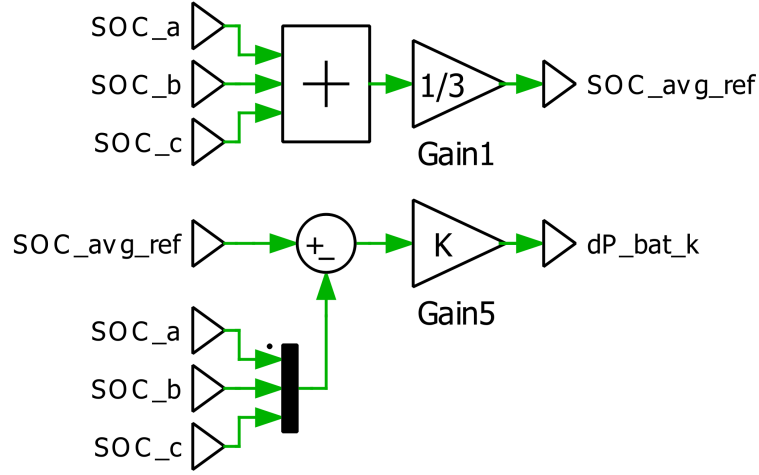 SOC_a
SOC_b
SOC_c
+
1/3
SOC_avg_ref
Gain1
SOC_avg_ref
+
−
K
dP_bat_k
Gain5
SOC_a
SOC_b
SOC_c